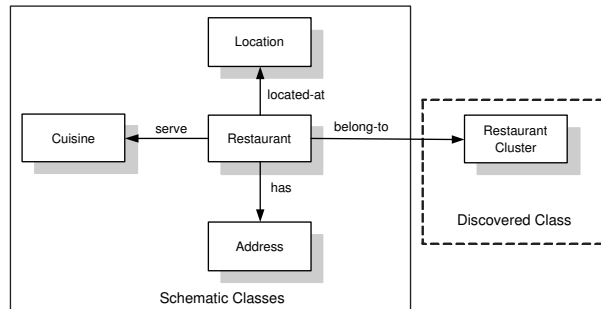 Location
located-at
Cuisine
serve
Restaurant
belong-to
Restaurant
Cluster
has
Address
Discovered Class
Schematic Classes